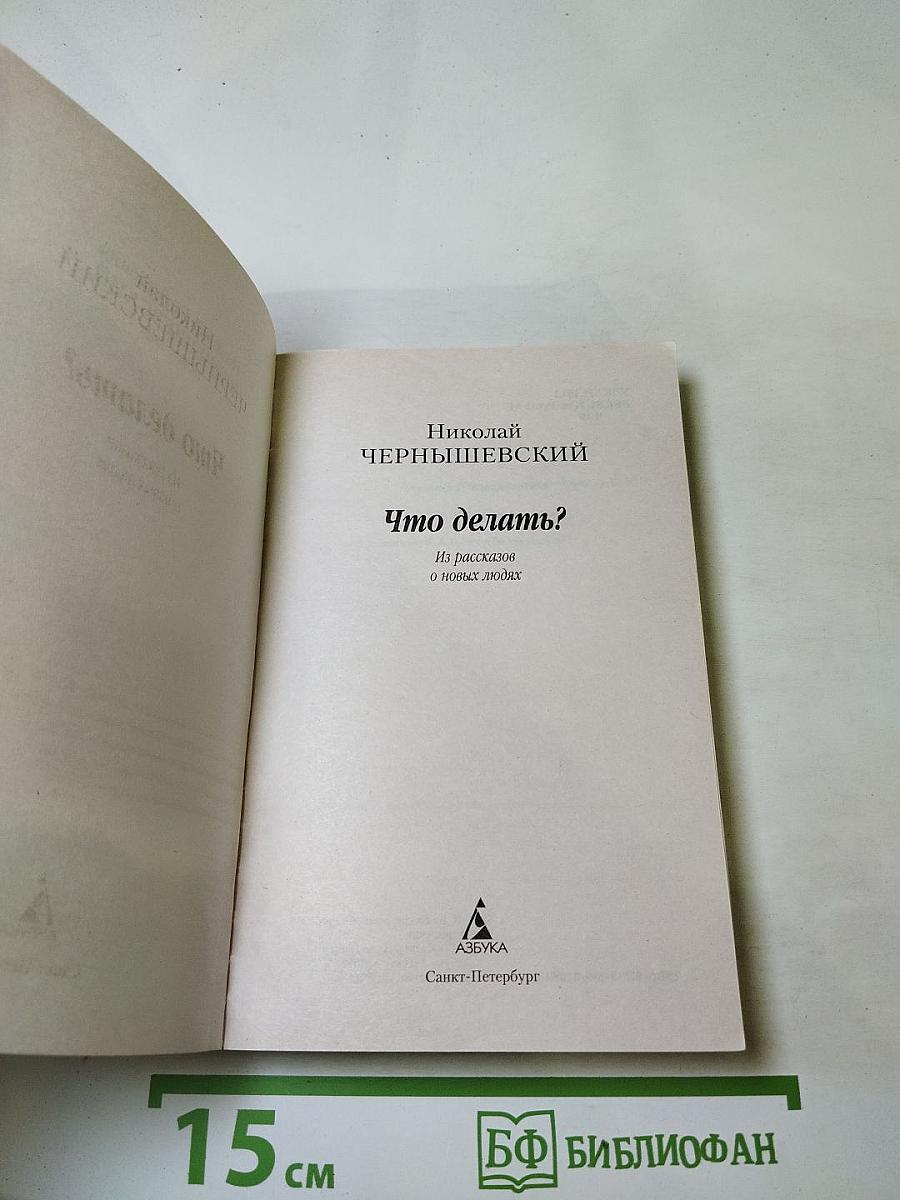 Николай
ЧЕРНЫШЕВСКИЙ
Что делать?
Из рассказов
о новых людях
АЗБУКА
Санкт-Петербург
15 см
БФ БИБЛИОФАН